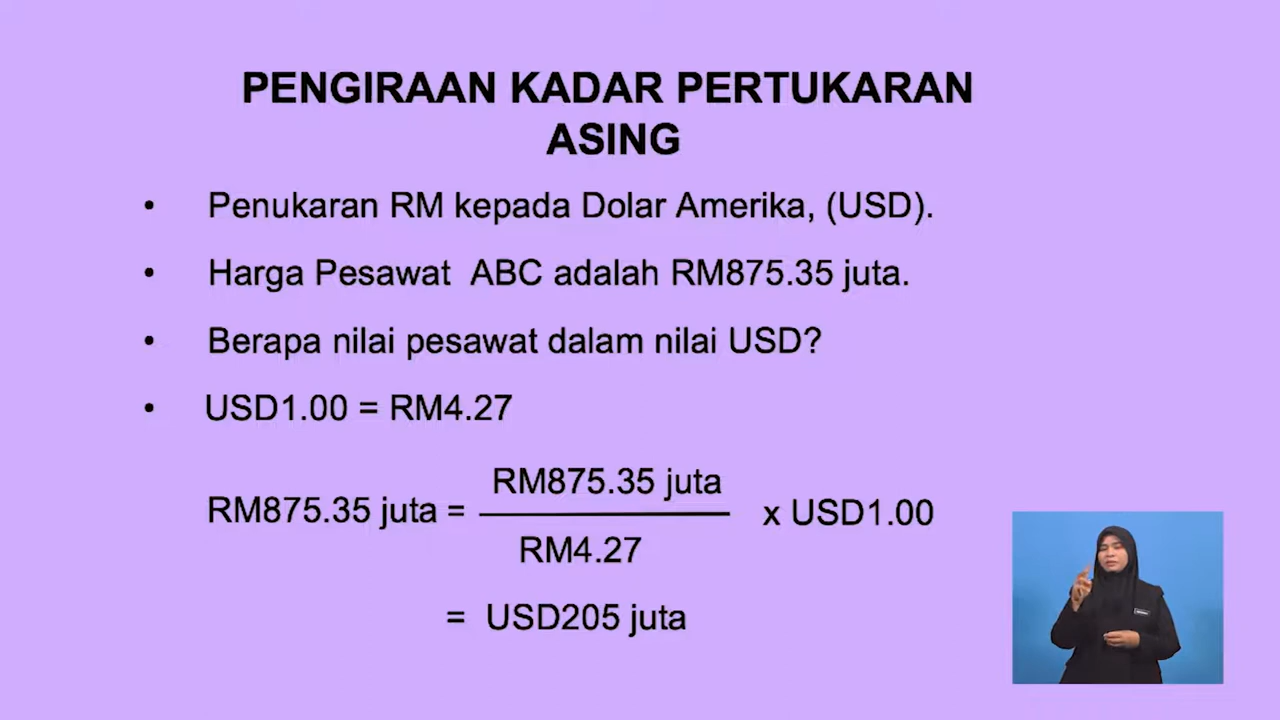 PENGIRAAN KADAR PERTUKARAN
ASING
• Penukaran RM kepada Dolar Amerika, (USD).
• Harga Pesawat ABC adalah RM875.35 juta.
• Berapa nilai pesawat dalam nilai USD?
• USD1.00 = RM4.27
RM875.35 juta
RM875.35 juta = x USD1.00
RM4.27
= USD205 juta